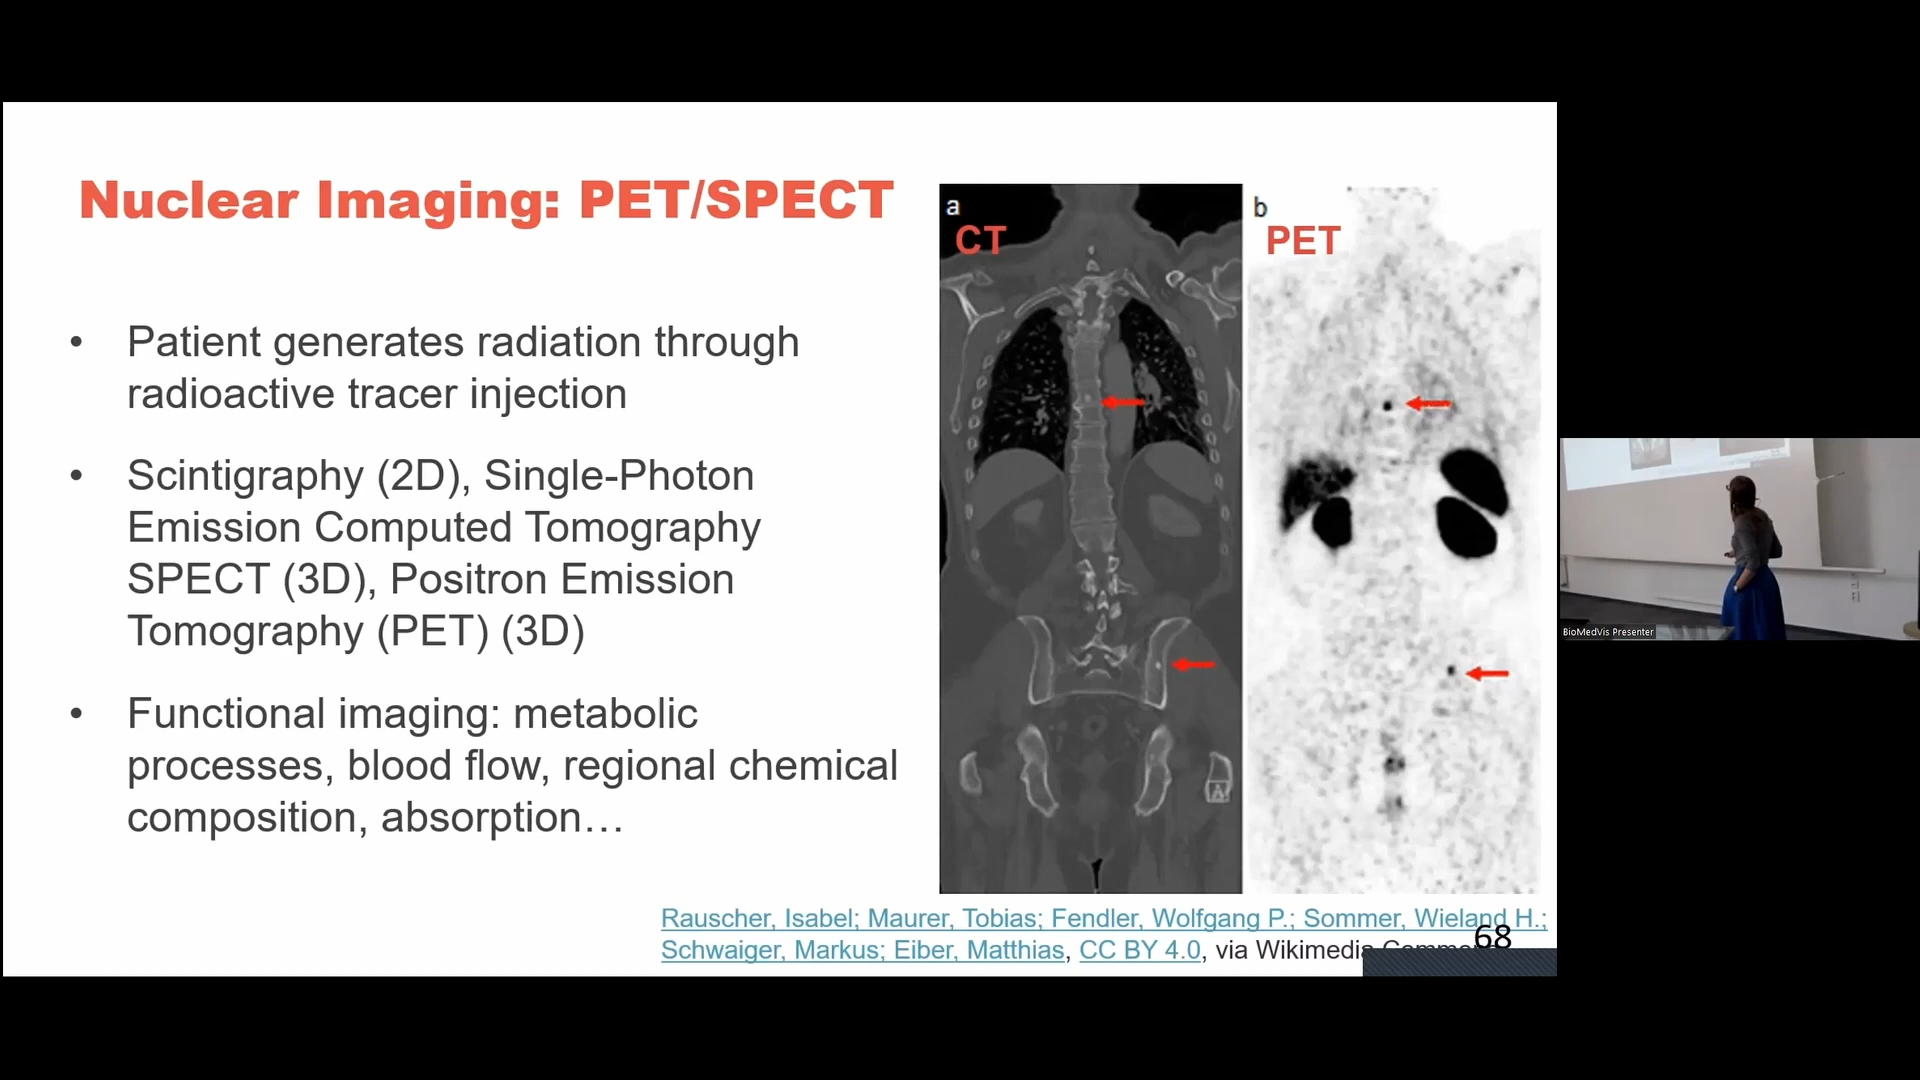 Nuclear Imaging: PET/SPECT
• Patient generates radiation through
radioactive tracer injection
• Scintigraphy (2D), Single-Photon
Emission Computed Tomography
SPECT (3D), Positron Emission
Tomography (PET) (3D)
• Functional imaging: metabolic
processes, blood flow, regional chemical
composition, absorption…
a
CT
A
b
PET
Rauscher, Isabel; Maurer, Tobias; Fendler, Wolfgang P.; Sommer, Wieland H.;
Schwaiger, Markus; Eiber, Matthias, CC BY 4.0, via Wikimedia Commons
68
BioMedVis Presenter